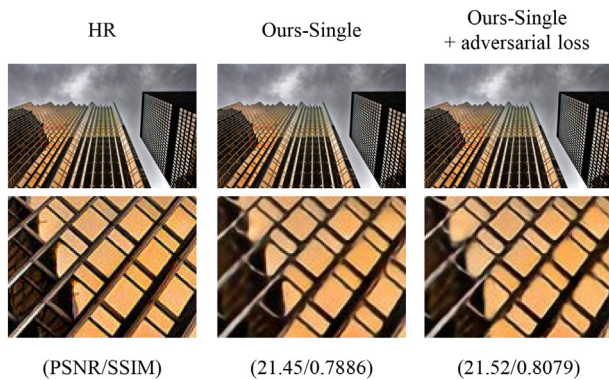 HR
Ours-Single
Ours-Single
+ adversarial loss
(PSNR/SSIM)
(21.45/0.7886)
(21.52/0.8079)